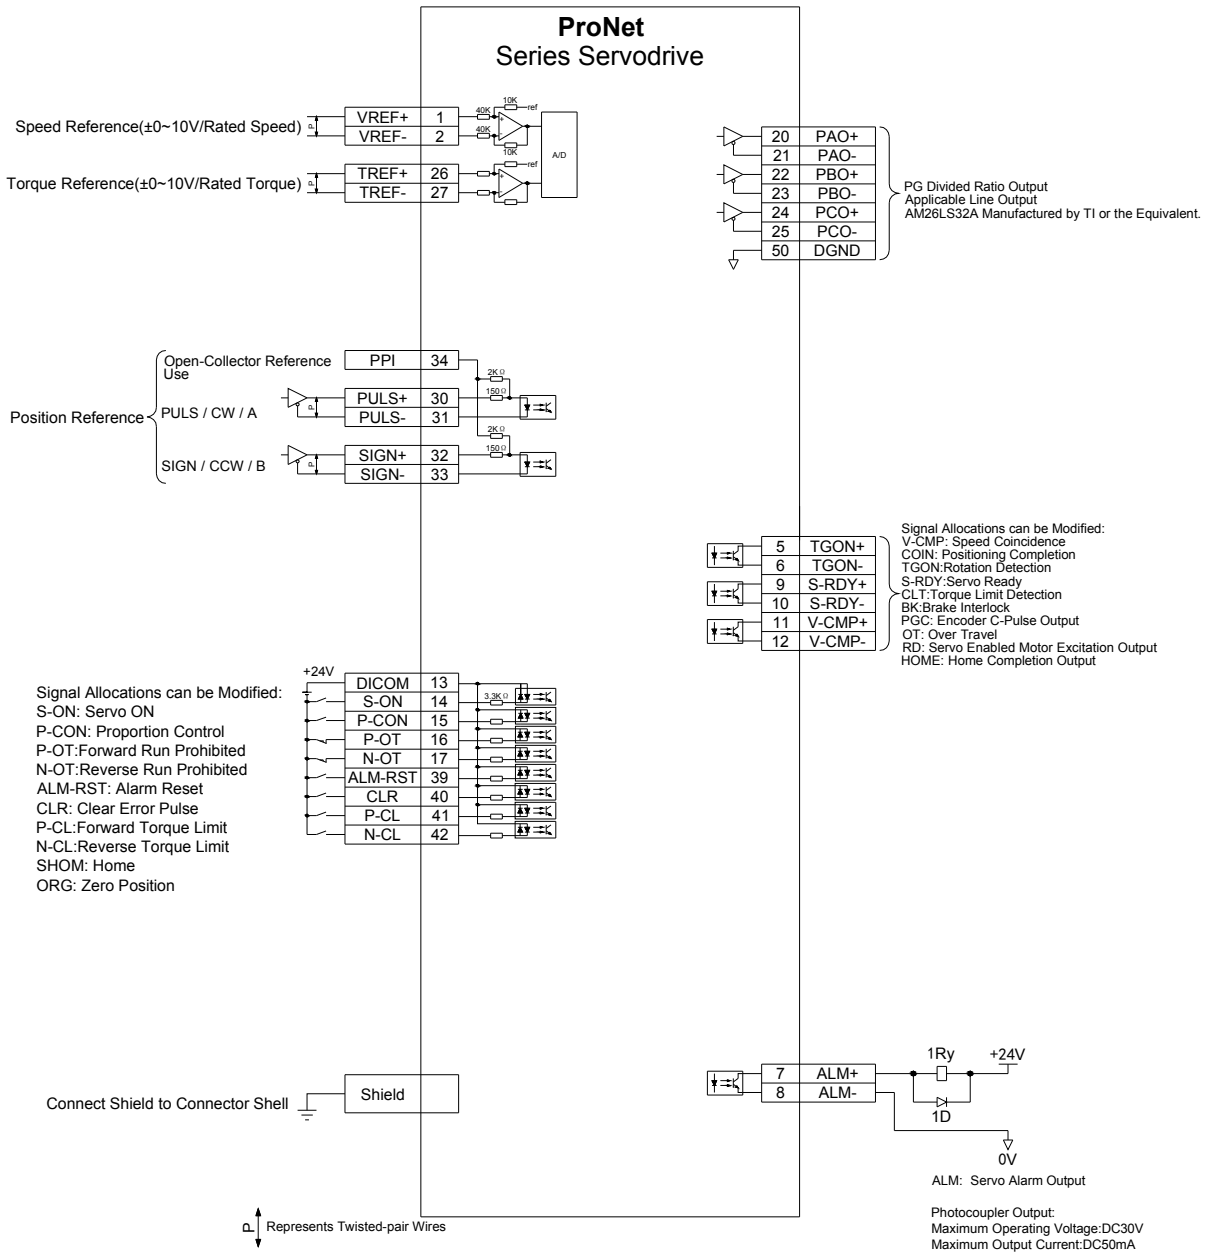 ProNet
Series Servodrive
Speed Reference(±0~10V/Rated Speed)
P
VREF+ 1
VREF- 2
40K
40K
10K
ref
10K
A/D
Torque Reference(±0~10V/Rated Torque)
P
TREF+ 26
TREF- 27
ref
20 PAO+
21 PAO-
22 PBO+
23 PBO-
24 PCO+
25 PCO-
50 DGND
PG Divided Ratio Output
Applicable Line Output
AM26LS32A Manufactured by TI or the Equivalent.
Position Reference
Open-Collector Reference
Use
PPI 34
2KΩ
150Ω
PULS / CW / A
P
PULS+ 30
PULS- 31
2KΩ
150Ω
SIGN / CCW / B
P
SIGN+ 32
SIGN- 33
5 TGON+
6 TGON-
9 S-RDY+
10 S-RDY-
11 V-CMP+
12 V-CMP-
Signal Allocations can be Modified:
V-CMP: Speed Coincidence
COIN: Positioning Completion
TGON:Rotation Detection
S-RDY:Servo Ready
CLT:Torque Limit Detection
BK:Brake Interlock
PGC: Encoder C-Pulse Output
OT: Over Travel
RD: Servo Enabled Motor Excitation Output
HOME: Home Completion Output
Signal Allocations can be Modified:
S-ON: Servo ON
P-CON: Proportion Control
P-OT:Forward Run Prohibited
N-OT:Reverse Run Prohibited
ALM-RST: Alarm Reset
CLR: Clear Error Pulse
P-CL:Forward Torque Limit
N-CL:Reverse Torque Limit
SHOM: Home
ORG: Zero Position
+24V
DICOM 13
S-ON 14
P-CON 15
P-OT 16
N-OT 17
ALM-RST 39
CLR 40
P-CL 41
N-CL 42
3.3KΩ
Connect Shield to Connector Shell
Shield
7 ALM+
8 ALM-
1Ry
+24V
1D
0V
ALM: Servo Alarm Output
Photocoupler Output:
Maximum Operating Voltage:DC30V
Maximum Output Current:DC50mA
P
Represents Twisted-pair Wires